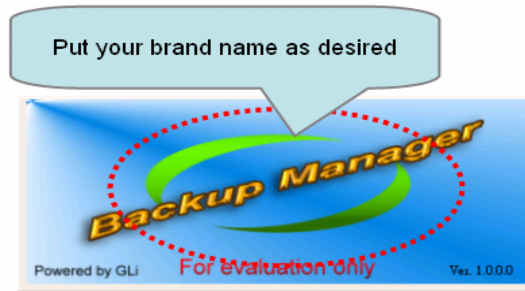 Put your brand name as desired
Backup Manager
Powered by GLi
For evaluation only
Ver. 1.0.0.0